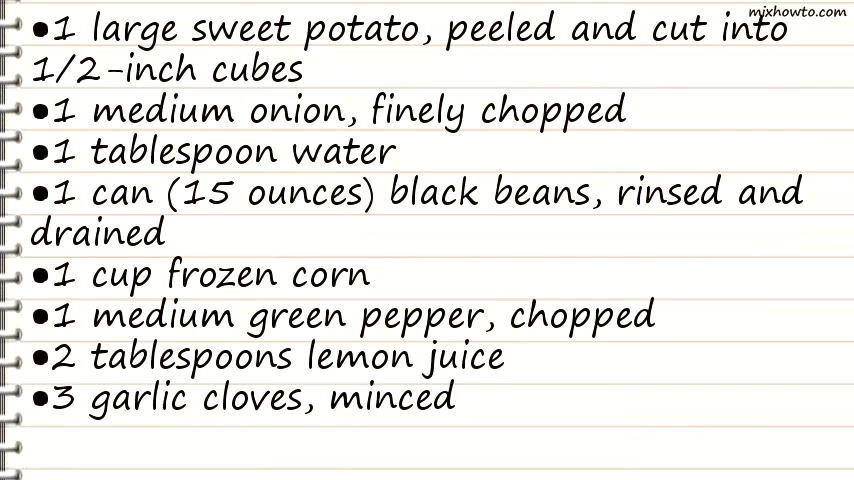 mjxhowto.com
•1 large sweet potato, peeled and cut into
1/2-inch cubes
•1 medium onion, finely chopped
•1 tablespoon water
•1 can (15 ounces) black beans, rinsed and
drained
•1 cup frozen corn
•1 medium green pepper, chopped
•2 tablespoons lemon juice
•3 garlic cloves, minced